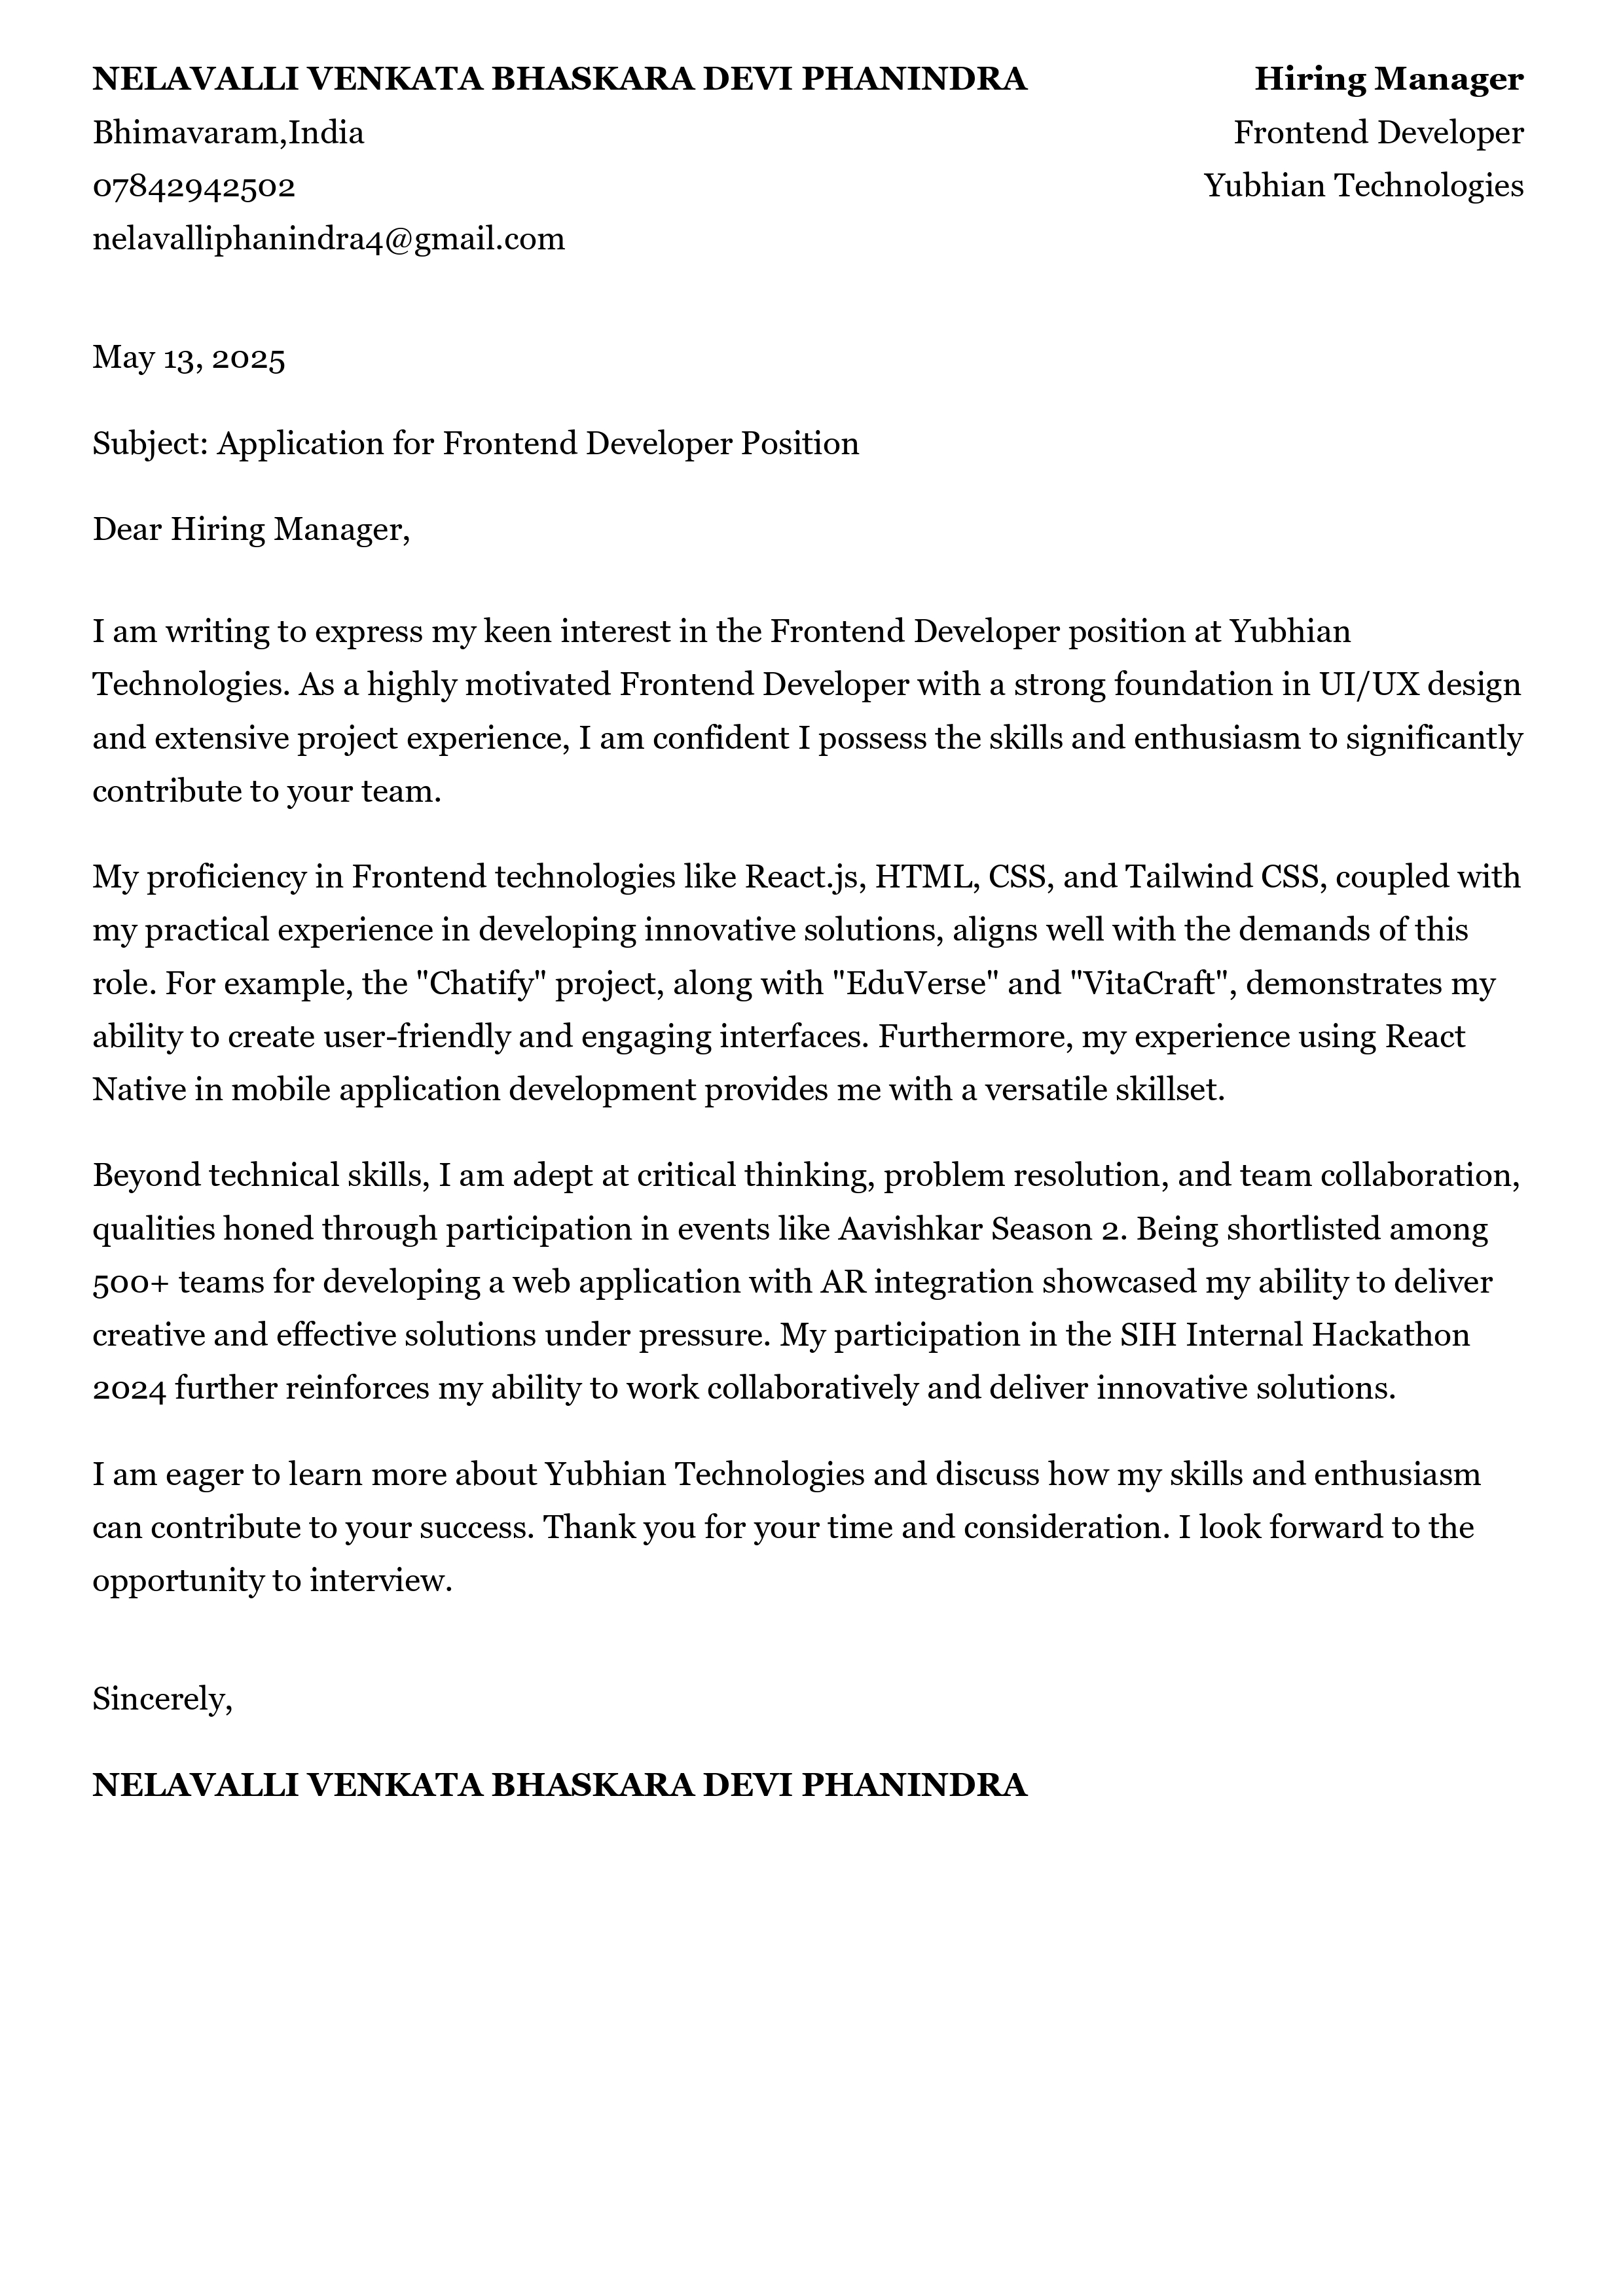 NELAVALLI VENKATA BHASKARA DEVI PHANINDRA
Bhimavaram,India
07842942502
nelavalliphanindra4@gmail.com
Hiring Manager
Frontend Developer
Yubhian Technologies
May 13, 2025
Subject: Application for Frontend Developer Position
Dear Hiring Manager,
I am writing to express my keen interest in the Frontend Developer position at Yubhian
Technologies. As a highly motivated Frontend Developer with a strong foundation in UI/UX design
and extensive project experience, I am confident I possess the skills and enthusiasm to significantly
contribute to your team.
My proficiency in Frontend technologies like React.js, HTML, CSS, and Tailwind CSS, coupled with
my practical experience in developing innovative solutions, aligns well with the demands of this
role. For example, the "Chatify" project, along with "EduVerse" and "VitaCraft", demonstrates my
ability to create user-friendly and engaging interfaces. Furthermore, my experience using React
Native in mobile application development provides me with a versatile skillset.
Beyond technical skills, I am adept at critical thinking, problem resolution, and team collaboration,
qualities honed through participation in events like Aavishkar Season 2. Being shortlisted among
500+ teams for developing a web application with AR integration showcased my ability to deliver
creative and effective solutions under pressure. My participation in the SIH Internal Hackathon
2024 further reinforces my ability to work collaboratively and deliver innovative solutions.
I am eager to learn more about Yubhian Technologies and discuss how my skills and enthusiasm
can contribute to your success. Thank you for your time and consideration. I look forward to the
opportunity to interview.
Sincerely,
NELAVALLI VENKATA BHASKARA DEVI PHANINDRA